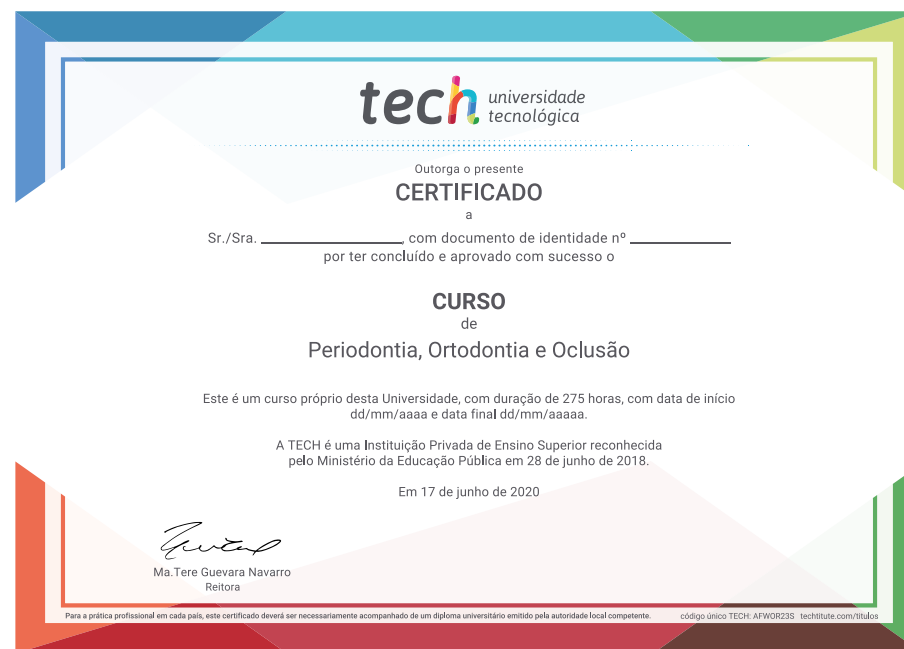 tech universidade
tecnológica
Outorga o presente
CERTIFICADO
a
Sr./Sra. ________________, com documento de identidade nº ____________
por ter concluído e aprovado com sucesso o
CURSO
de
Periodontia, Ortodontia e Oclusão
Este é um curso próprio desta Universidade, com duração de 275 horas, com data de início
dd/mm/aaaa e data final dd/mm/aaaaa.
A TECH é uma Instituição Privada de Ensino Superior reconhecida
pelo Ministério da Educação Pública em 28 de junho de 2018.
Em 17 de junho de 2020
Ma.Tere Guevara Navarro
Reitora
Para a prática profissional em cada país, este certificado deverá ser necessariamente acompanhado de um diploma universitário emitido pela autoridade local competente. código único TECH: AFWOR23S techtitute.com/titulos